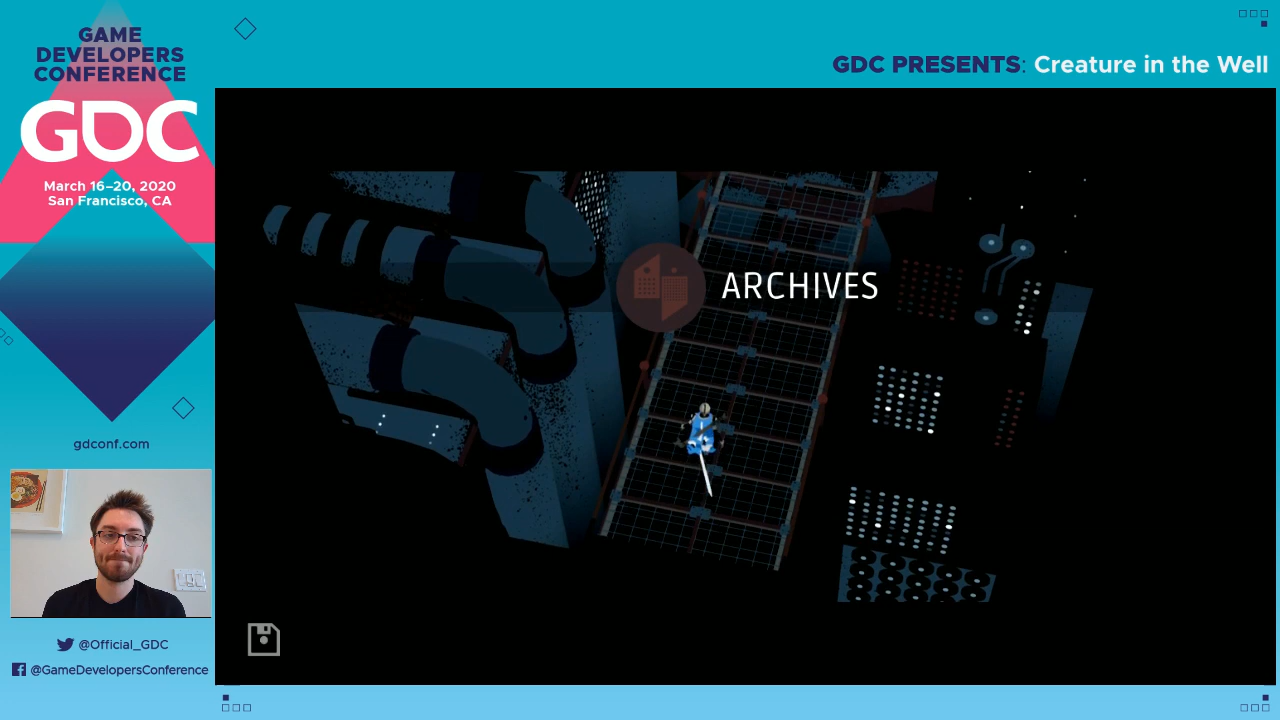 GAME
DEVELOPERS
CONFERENCE
GDC
March 16–20, 2020
San Francisco, CA
gdconf.com
@Official_GDC
@GameDevelopersConference
GDC PRESENTS: Creature in the Well
ARCHIVES